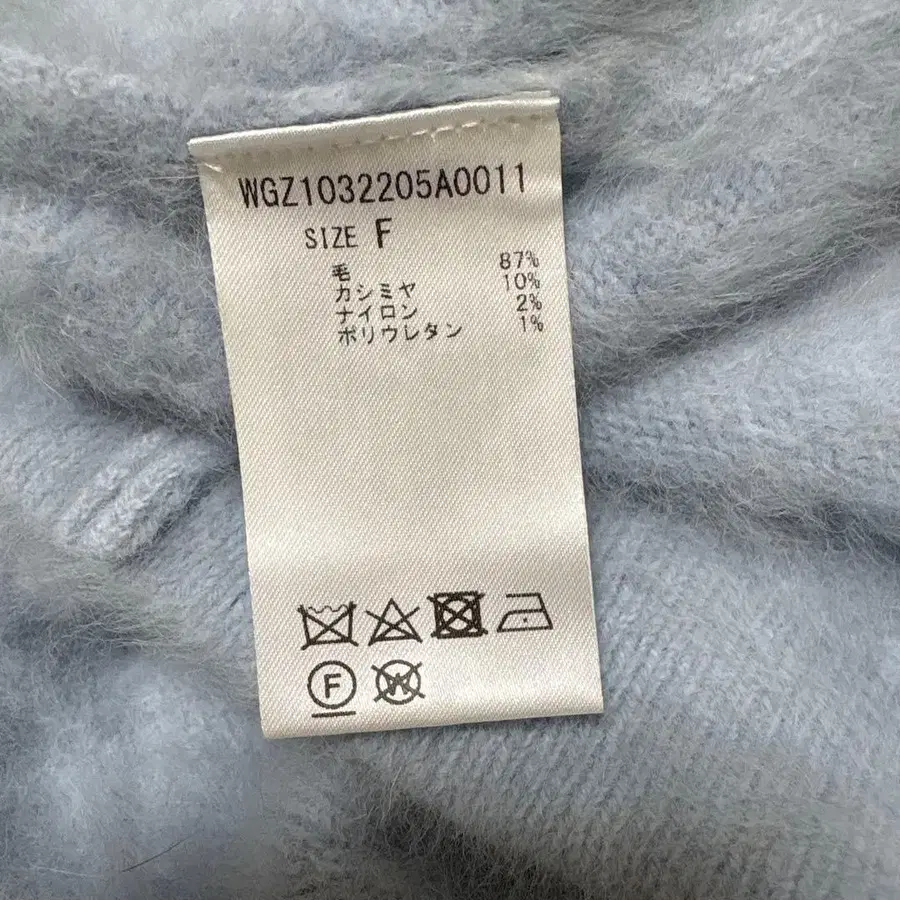 WGZ1032205A0011
SIZE F
毛 87%
カシミヤ 10%
ナイロン 2%
ポリウレタン 1%
F W